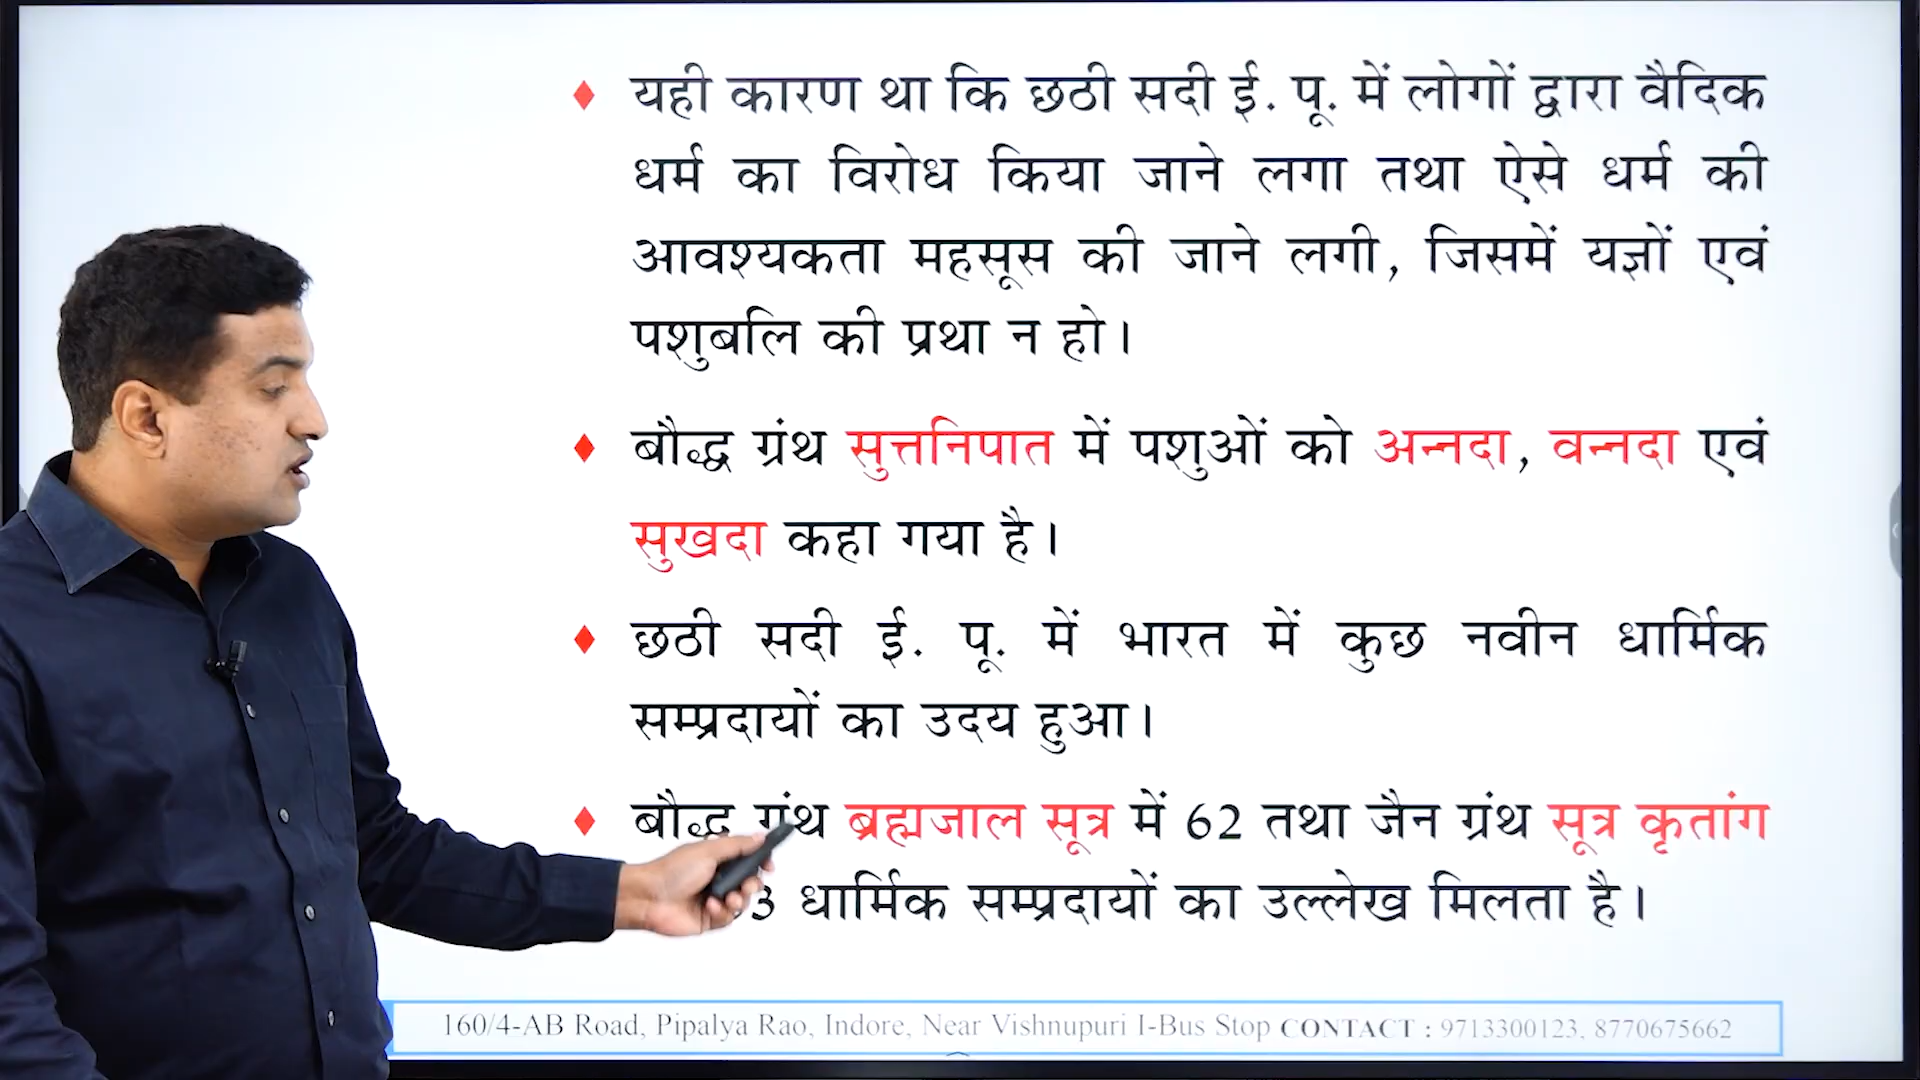 यही कारण था कि छठी सदी ई. पू. में लोगों द्वारा वैदिक
धर्म का विरोध किया जाने लगा तथा ऐसे धर्म की
आवश्यकता महसूस की जाने लगी, जिसमें यज्ञों एवं
पशुबलि की प्रथा न हो।
बौद्ध ग्रंथ सुत्तनिपात में पशुओं को अन्नदा, वन्नदा एवं
सुखदा कहा गया है।
छठी सदी ई. पू. में भारत में कुछ नवीन धार्मिक
सम्प्रदायों का उदय हुआ।
बौद्ध ग्रंथ ब्रह्मजाल सूत्र में 62 तथा जैन ग्रंथ सूत्र कृतांग
धार्मिक सम्प्रदायों का उल्लेख मिलता है।
160/4-AB Road, Pipalya Rao, Indore, Near Vishnupuri I-Bus Stop CONTACT : 9713300123, 8770675662